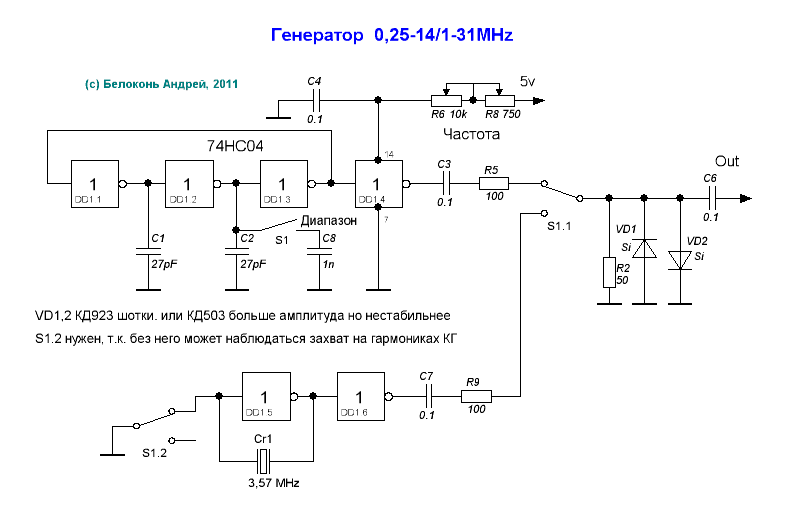 Генератор 0,25-14/1-31MHz
(c) Белоконь Андрей, 2011
C4
0.1
5v
R6 10k
R8 750
Частота
74HC04
14
1
DD1.1
1
DD1.2
1
DD1.3
1
DD1.4
7
C3
0.1
R5
100
S1.1
Out
C6
0.1
VD1
Si
VD2
Si
R2
50
C1
27pF
C2
27pF
Диапазон
S1
C8
1n
VD1,2 КД923 шотки. или КД503 больше амплитуда но нестабильнее
S1.2 нужен, т.к. без него может наблюдаться захват на гармониках КГ
1
DD1.5
1
DD1.6
C7
0.1
R9
100
S1.2
Cr1
3,57 MHz